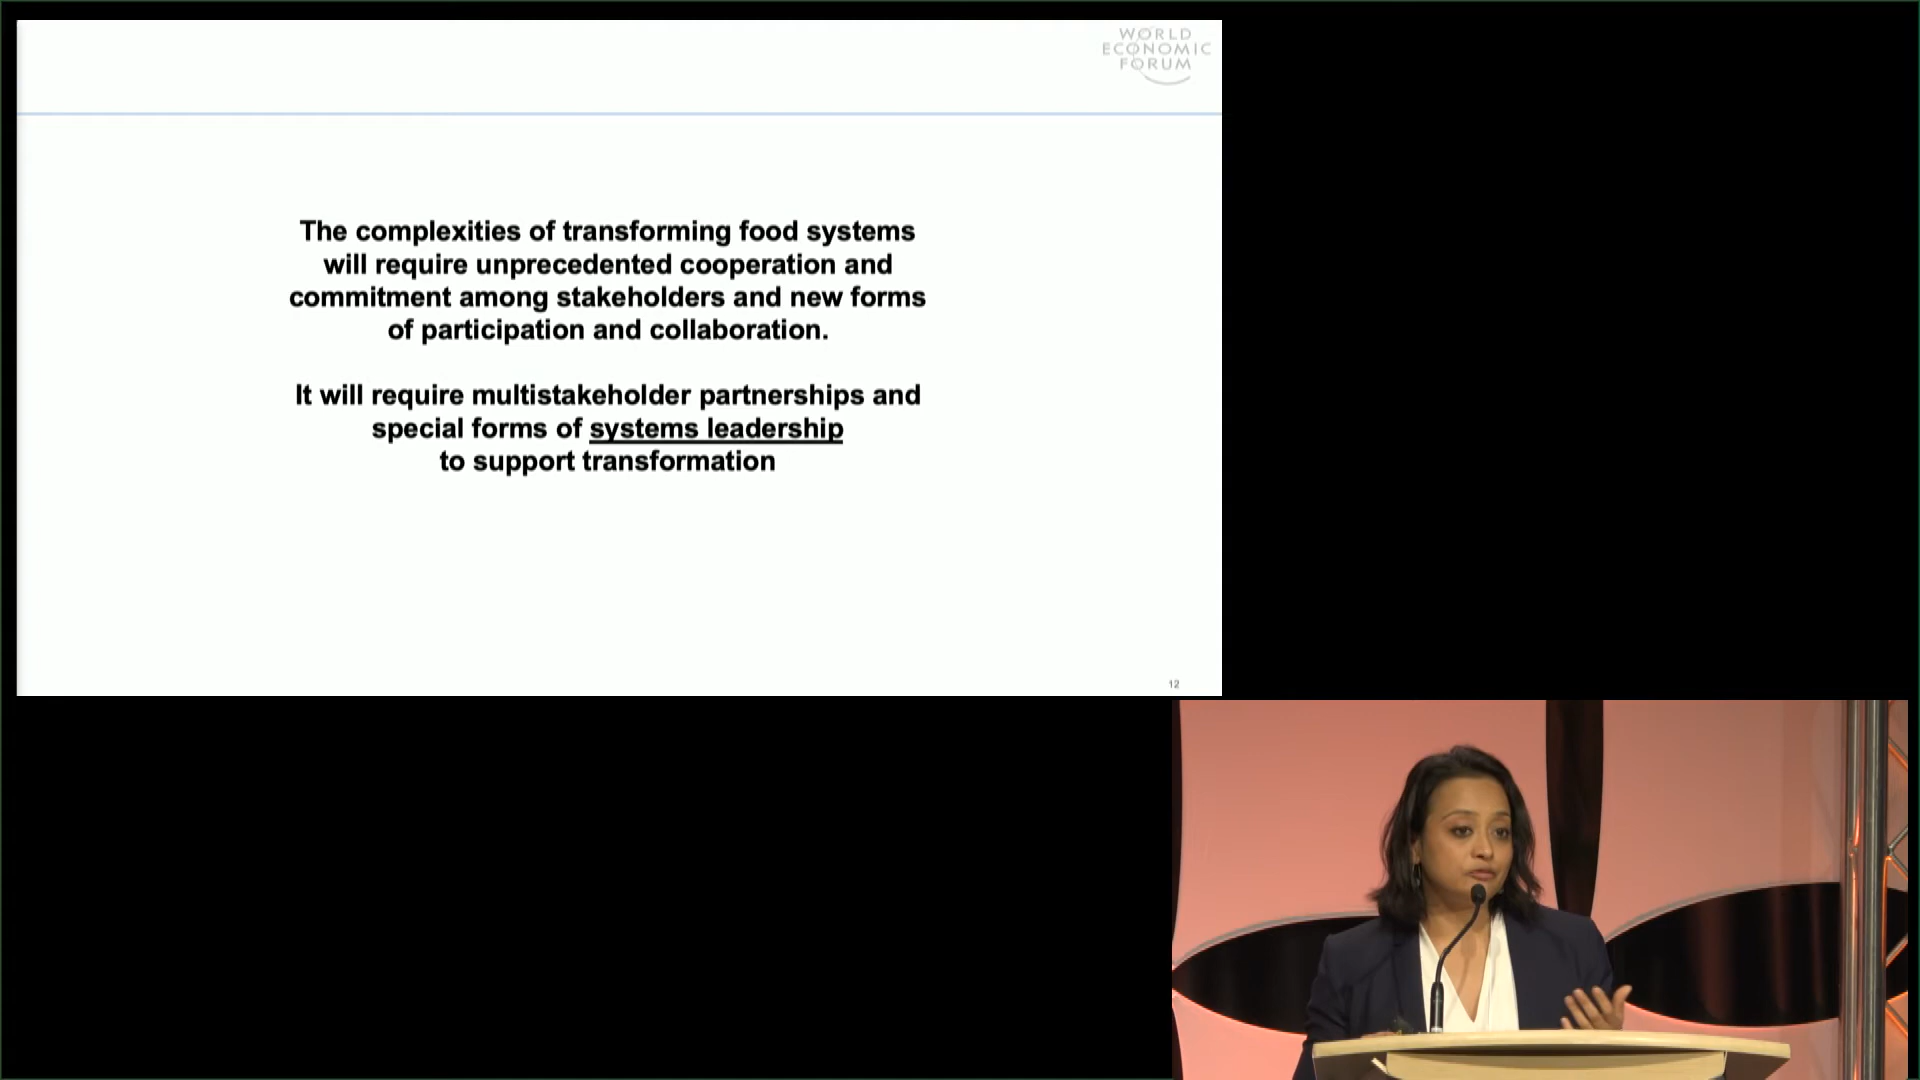 WORLD
ECONOMIC
FORUM
The complexities of transforming food systems
will require unprecedented cooperation and
commitment among stakeholders and new forms
of participation and collaboration.
It will require multistakeholder partnerships and
special forms of systems leadership
to support transformation
12